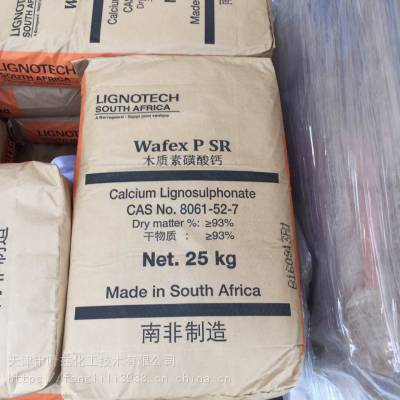 LIGNOTECH
SOUTH AFRICA
Wafex P SR
木质素磺酸钙
Calcium Lignosulphonate
CAS No. 8061-52-7
Dry matter %: ≥93%
干物质: ≥93%
Net. 25 kg
Made in South Africa
南非制造